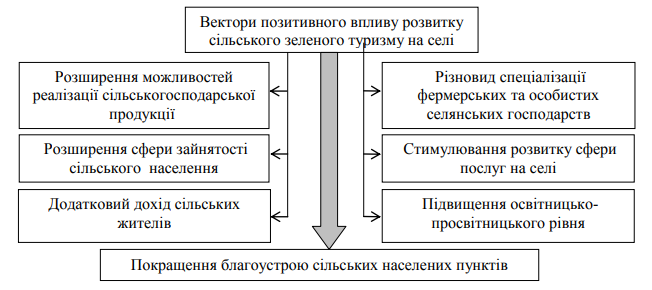 Вектори позитивного впливу розвитку
сільського зеленого туризму на селі
Розширення можливостей
реалізації сільськогосподарської
продукції
Різновид спеціалізації
фермерських та особистих
селянських господарств
Розширення сфери зайнятості
сільського населення
Стимулювання розвитку сфери
послуг на селі
Додатковий дохід сільських
жителів
Підвищення освітницько-
просвітницького рівня
Покращення благоустрою сільських населених пунктів